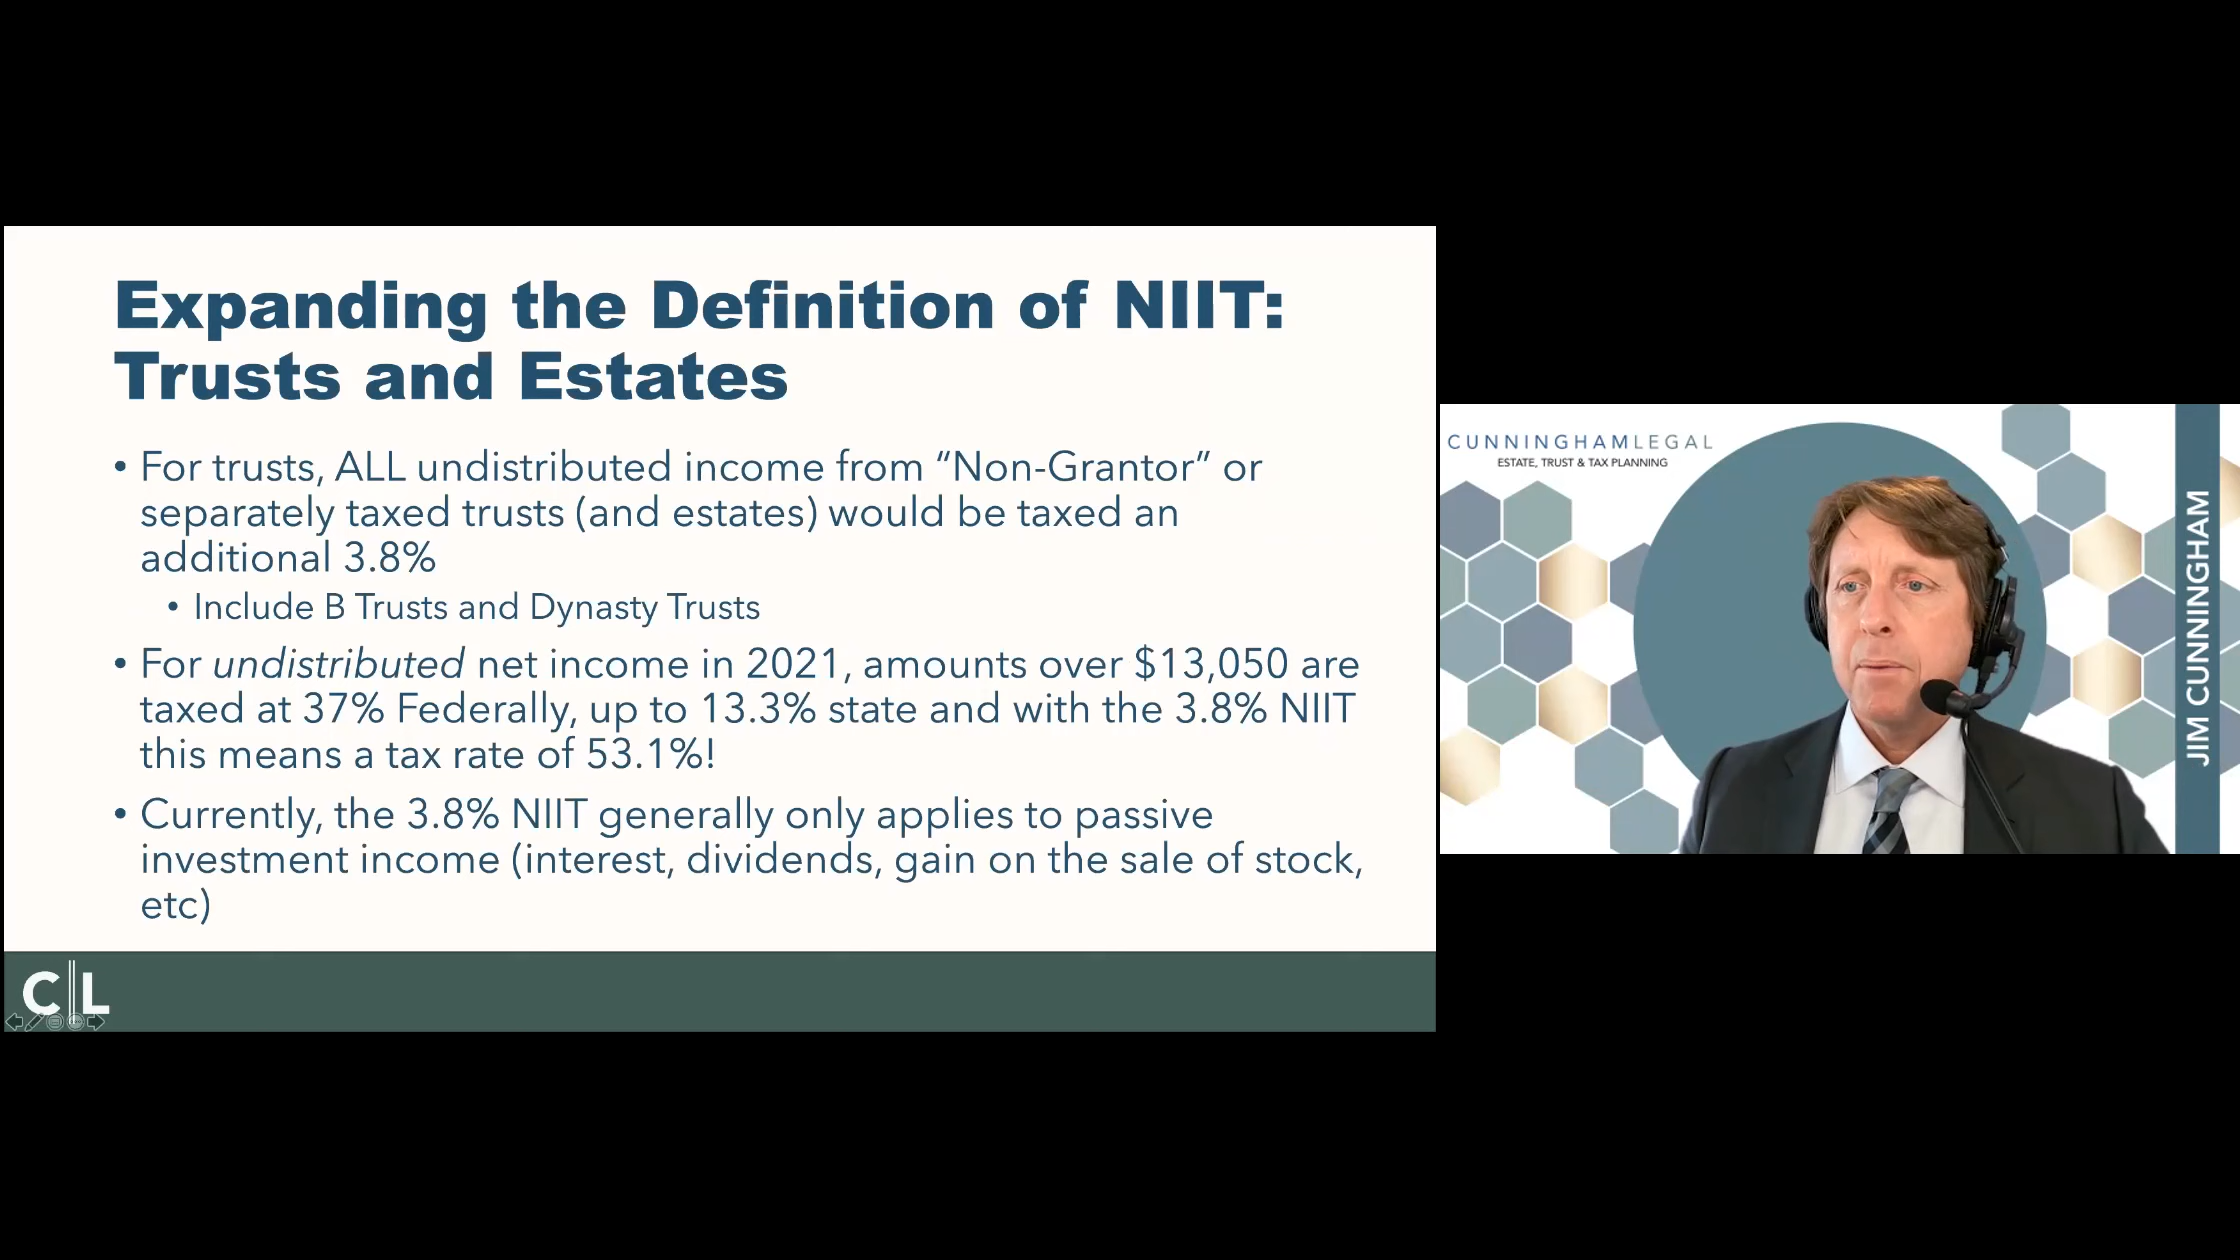 Expanding the Definition of NIIT:
Trusts and Estates
• For trusts, ALL undistributed income from “Non-Grantor” or
separately taxed trusts (and estates) would be taxed an
additional 3.8%
• Include B Trusts and Dynasty Trusts
• For undistributed net income in 2021, amounts over $13,050 are
taxed at 37% Federally, up to 13.3% state and with the 3.8% NIIT
this means a tax rate of 53.1%!
• Currently, the 3.8% NIIT generally only applies to passive
investment income (interest, dividends, gain on the sale of stock,
etc)
C L
CUNNINGHAMLEGAL
ESTATE, TRUST & TAX PLANNING
JIM CUNNINGHAM